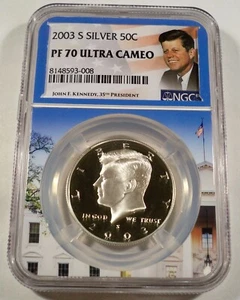 2003 S SILVER 50C
PF 70 ULTRA CAMEO
8148593-008
JOHN F. KENNEDY, 35TH PRESIDENT
NGC
LIBERTY
IN GOD WE TRUST
S
2003